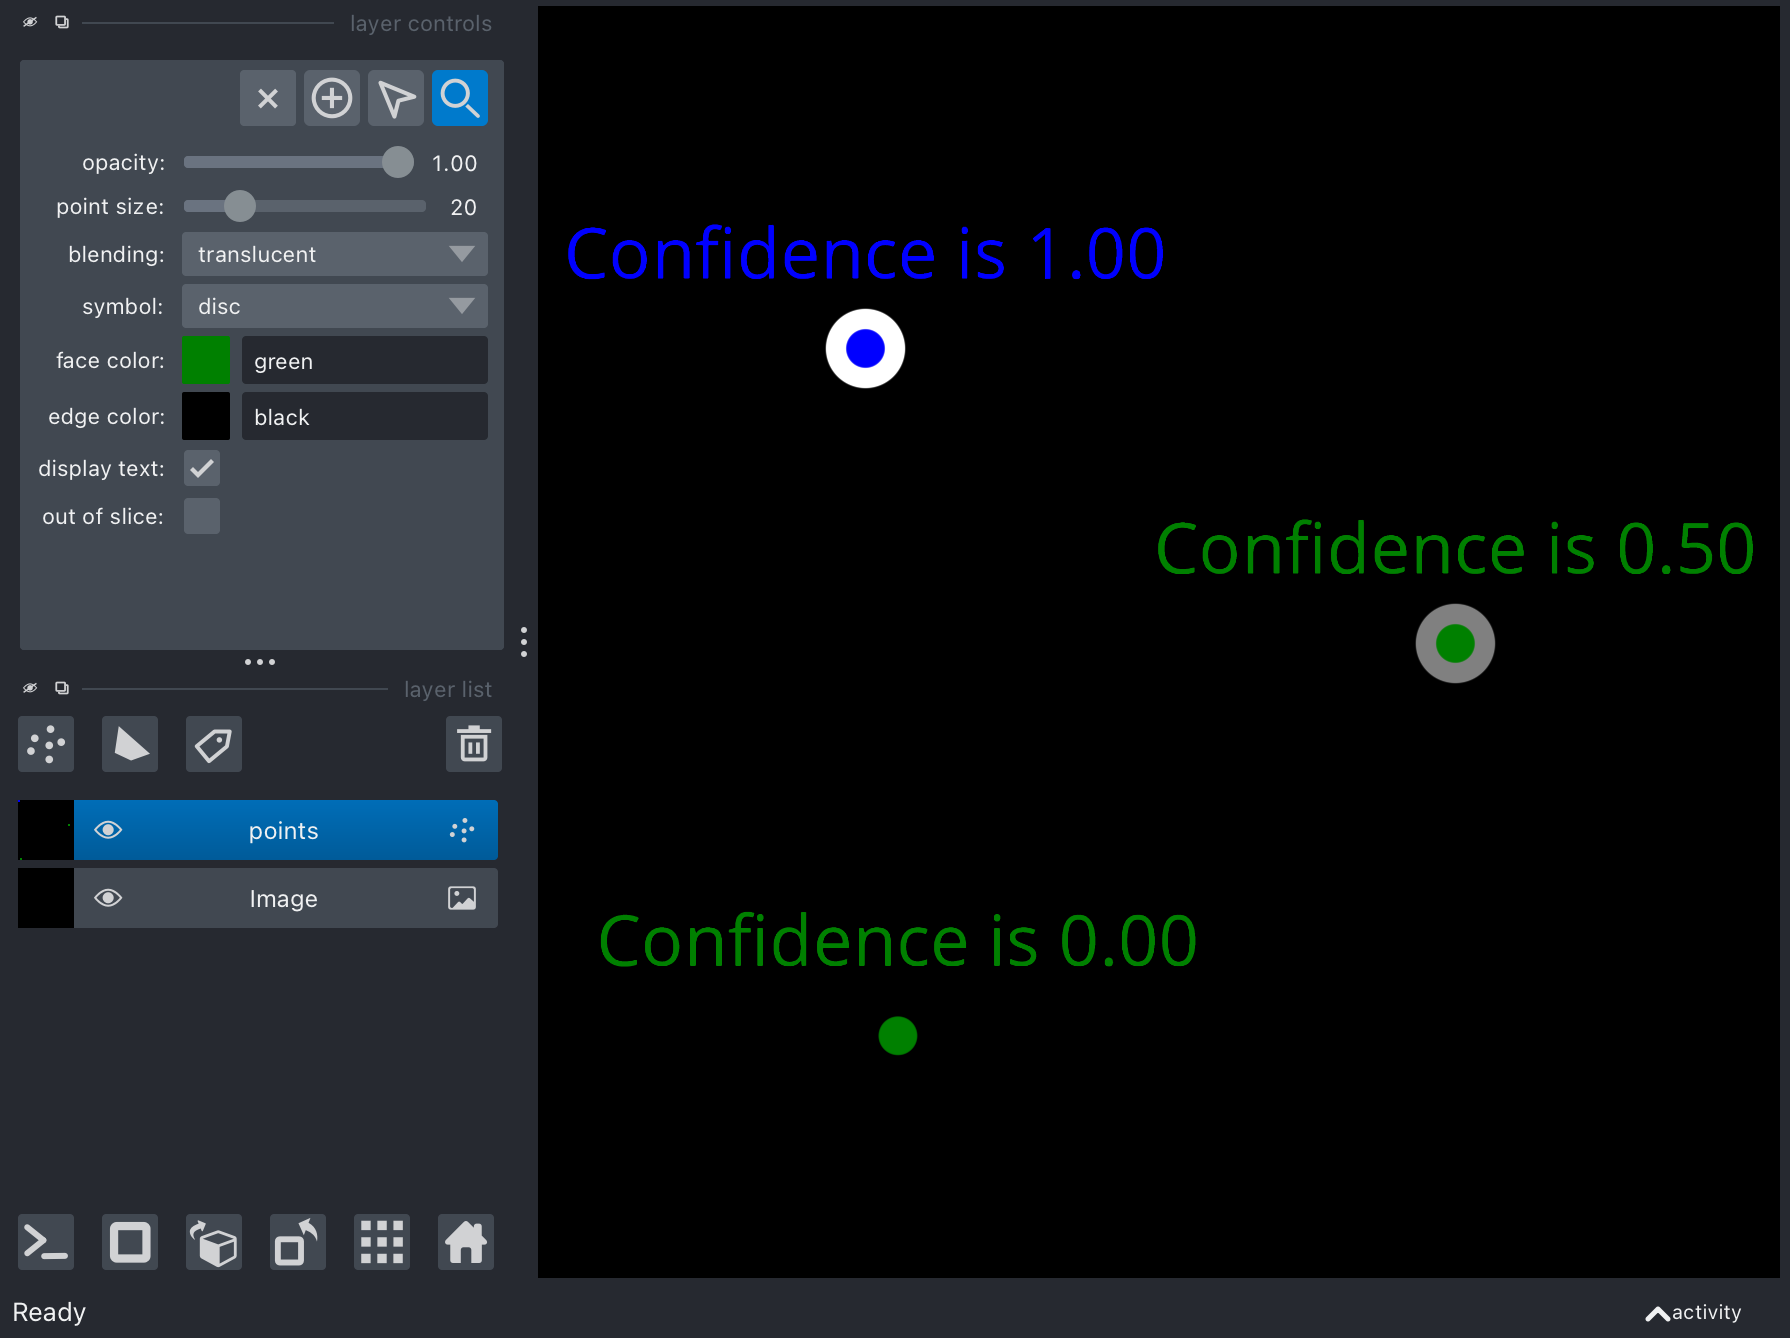 layer controls
opacity: 1.00
point size: 20
blending: translucent
symbol: disc
face color: green
edge color: black
display text:
out of slice:
layer list
points
Image
Ready
Confidence is 1.00
Confidence is 0.50
Confidence is 0.00
activity